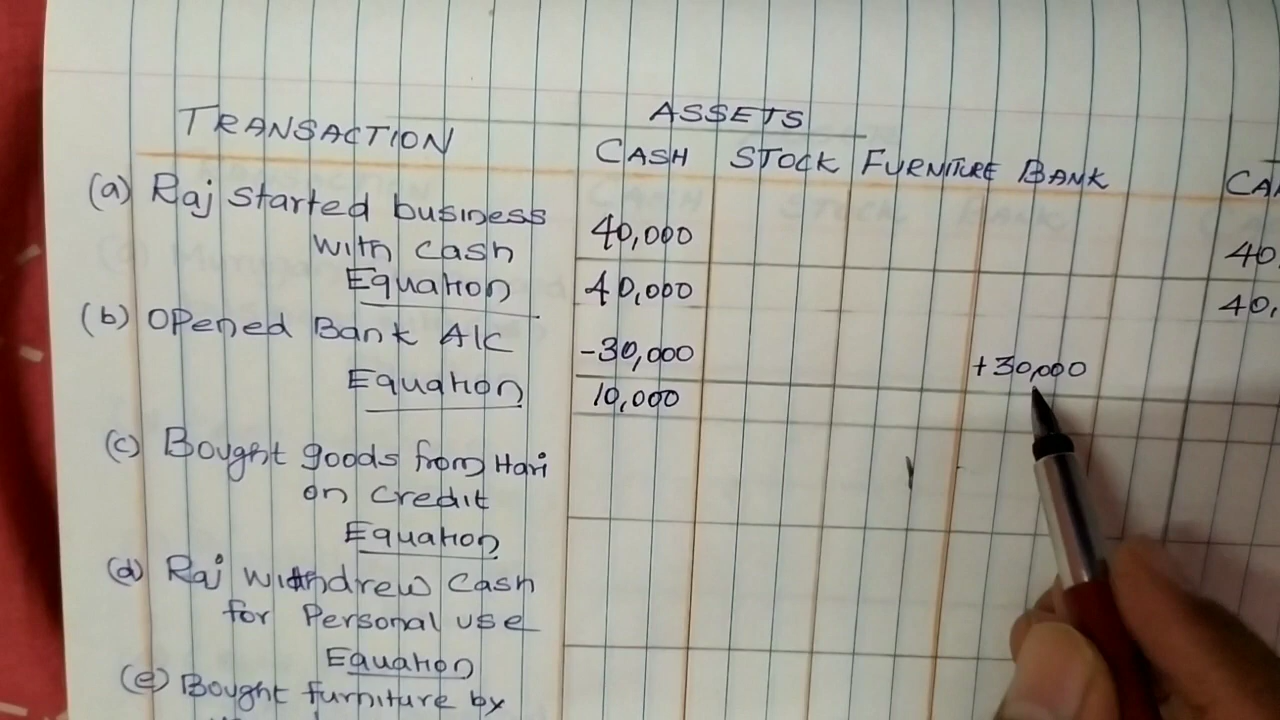 ASSETS
TRANSACTION CASH STOCK FURNITURE BANK CA
(a) Raj Started business
with cash 40,000 40
Equation 40,000 40,
(b) Opened Bank A/c -30,000 +30,000
Equation 10,000
(c) Bought goods from Hari
on credit
Equation
(d) Raj withdrew cash
for Personal use
Equation
(e) Bought furniture by